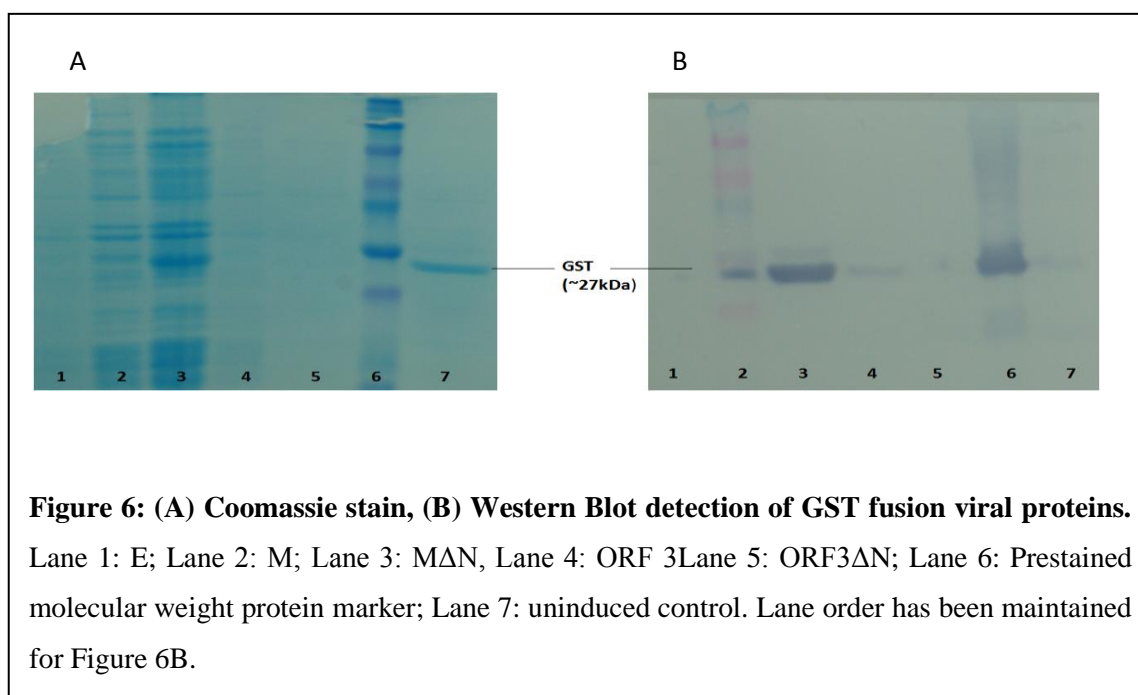 A
B
GST
(~27kDa)
1 2 3 4 5 6 7
1 2 3 4 5 6 7
Figure 6: (A) Coomassie stain, (B) Western Blot detection of GST fusion viral proteins.
Lane 1: E; Lane 2: M; Lane 3: MΔN, Lane 4: ORF 3Lane 5: ORF3ΔN; Lane 6: Prestained
molecular weight protein marker; Lane 7: uninduced control. Lane order has been maintained
for Figure 6B.